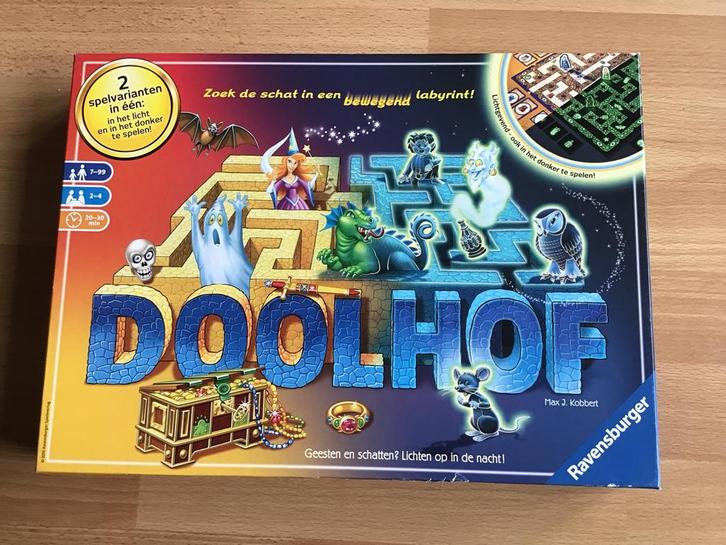 2
spelvarianten
in één:
in het licht
en in het donker
te spelen!
Zoek de schat in een bewegend labyrint!
Lichtgevend - ook in het donker te spelen!
7-99
2-4
20-30
min
DOOLHOF
Max J. Kobbert
Ravensburger
Geesten en schatten? Lichten op in de nacht!